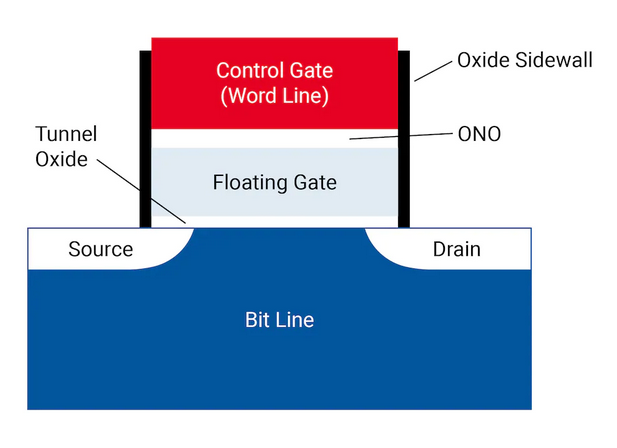 Control Gate
(Word Line)
Oxide Sidewall
Tunnel
Oxide
ONO
Floating Gate
Source
Drain
Bit Line